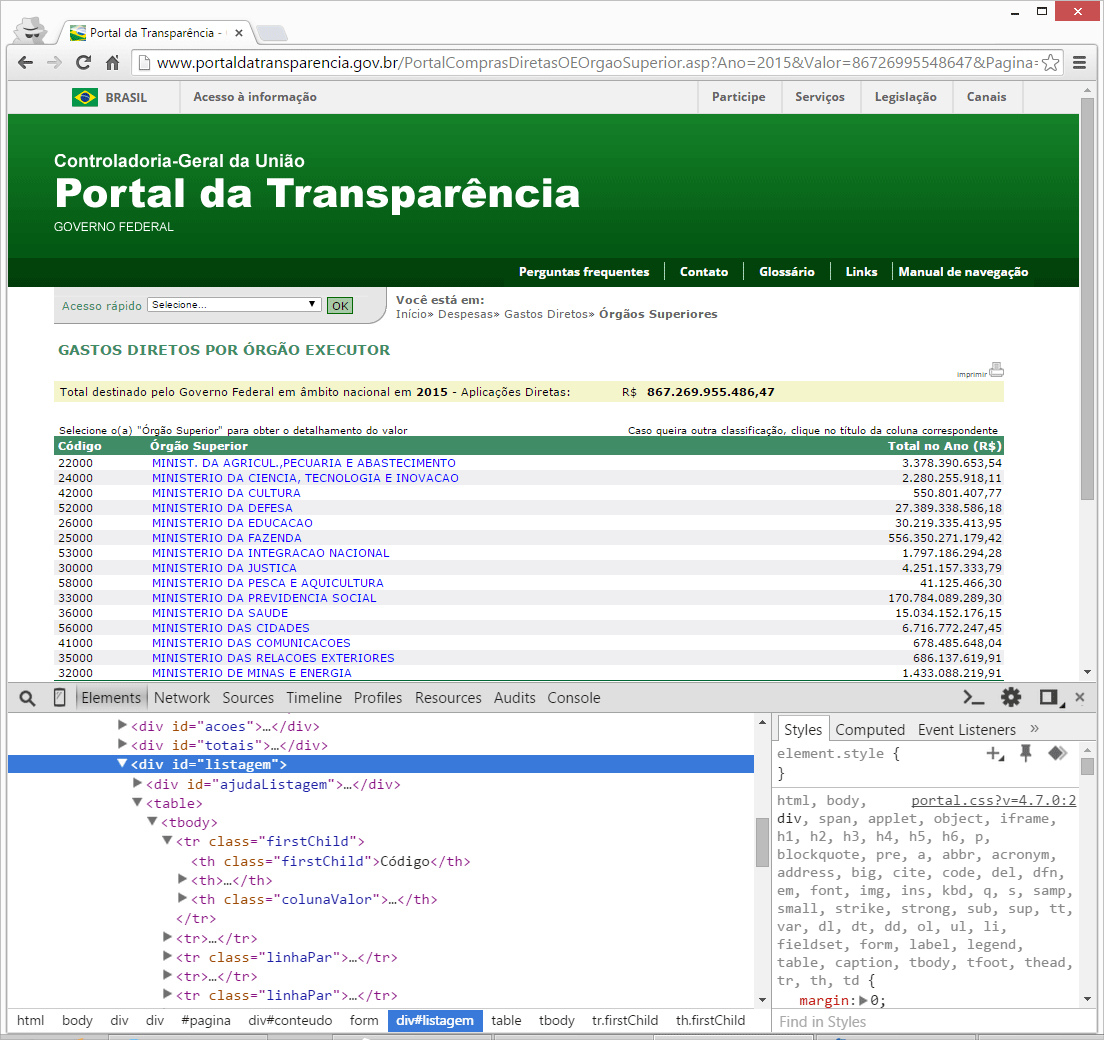 Portal da Transparência -
www.portaldatransparencia.gov.br/PortalComprasDiretasOEOrgaoSuperior.asp?Ano=2015&Valor=86726995548647&Pagina=
BRASIL Acesso à informação Participe Serviços Legislação Canais
Controladoria-Geral da União
Portal da Transparência
GOVERNO FEDERAL
Perguntas frequentes Contato Glossário Links Manual de navegação
Acesso rápido Selecione... OK
Você está em:
Início» Despesas» Gastos Diretos» Órgãos Superiores
GASTOS DIRETOS POR ÓRGÃO EXECUTOR
imprimir
Total destinado pelo Governo Federal em âmbito nacional em 2015 - Aplicações Diretas: R$ 867.269.955.486,47
Selecione o(a) "Órgão Superior" para obter o detalhamento do valor Caso queira outra classificação, clique no título da coluna correspondente
Código Órgão Superior Total no Ano (R$)
22000 MINIST. DA AGRICUL.,PECUARIA E ABASTECIMENTO 3.378.390.653,54
24000 MINISTERIO DA CIENCIA, TECNOLOGIA E INOVACAO 2.280.255.918,11
42000 MINISTERIO DA CULTURA 550.801.407,77
52000 MINISTERIO DA DEFESA 27.389.338.586,18
26000 MINISTERIO DA EDUCACAO 30.219.335.413,95
25000 MINISTERIO DA FAZENDA 556.350.271.179,42
53000 MINISTERIO DA INTEGRACAO NACIONAL 1.797.186.294,28
30000 MINISTERIO DA JUSTICA 4.251.157.333,79
58000 MINISTERIO DA PESCA E AQUICULTURA 41.125.466,30
33000 MINISTERIO DA PREVIDENCIA SOCIAL 170.784.089.289,30
36000 MINISTERIO DA SAUDE 15.034.152.176,15
56000 MINISTERIO DAS CIDADES 6.716.772.247,45
41000 MINISTERIO DAS COMUNICACOES 678.485.648,04
35000 MINISTERIO DAS RELACOES EXTERIORES 686.137.619,91
32000 MINISTERIO DE MINAS E ENERGIA 1.433.088.219,91
Elements Network Sources Timeline Profiles Resources Audits Console
<div id="acoes">…</div>
<div id="totais">…</div>
<div id="listagem">
<div id="ajudaListagem">…</div>
<table>
<tbody>
<tr class="firstChild">
<th class="firstChild">Código</th>
<th>…</th>
<th class="colunaValor">…</th>
</tr>
<tr>…</tr>
<tr class="linhaPar">…</tr>
<tr>…</tr>
<tr class="linhaPar">…</tr>
html body div div #pagina div#conteudo form div#listagem table tbody tr.firstChild th.firstChild
Styles Computed Event Listeners »
element.style {
}
html, body, portal.css?v=4.7.0:2
div, span, applet, object, iframe,
h1, h2, h3, h4, h5, h6, p,
blockquote, pre, a, abbr, acronym,
address, big, cite, code, del, dfn,
em, font, img, ins, kbd, q, s, samp,
small, strike, strong, sub, sup, tt,
var, dl, dt, dd, ol, ul, li,
fieldset, form, label, legend,
table, caption, tbody, tfoot, thead,
tr, th, td {
margin: 0;
Find in Styles